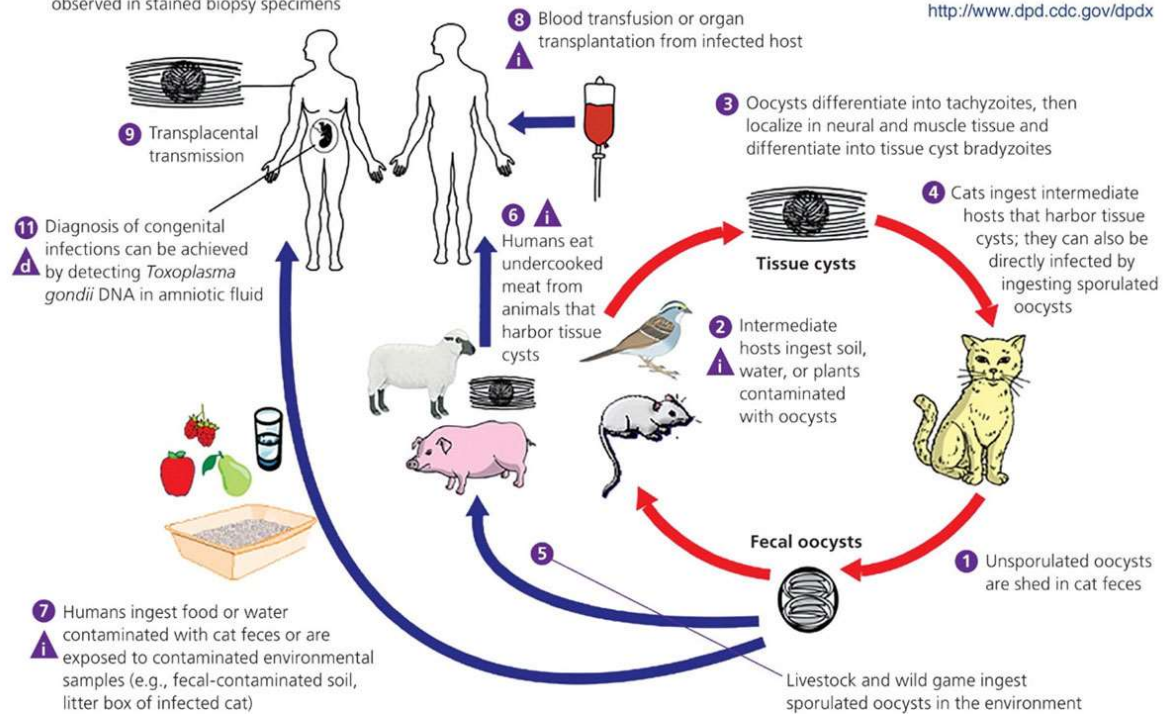 observed in stained biopsy specimens
http://www.dpd.cdc.gov/dpdx
8 Blood transfusion or organ
i transplantation from infected host
9 Transplacental
transmission
3 Oocysts differentiate into tachyzoites, then
localize in neural and muscle tissue and
differentiate into tissue cyst bradyzoites
11 Diagnosis of congenital
d infections can be achieved
by detecting Toxoplasma
gondii DNA in amniotic fluid
6 i
Humans eat
undercooked
meat from
animals that
harbor tissue
cysts
Tissue cysts
4 Cats ingest intermediate
hosts that harbor tissue
cysts; they can also be
directly infected by
ingesting sporulated
oocysts
2 Intermediate
i hosts ingest soil,
water, or plants
contaminated
with oocysts
Fecal oocysts
5
1 Unsporulated oocysts
are shed in cat feces
7 Humans ingest food or water
i contaminated with cat feces or are
exposed to contaminated environmental
samples (e.g., fecal-contaminated soil,
litter box of infected cat)
Livestock and wild game ingest
sporulated oocysts in the environment